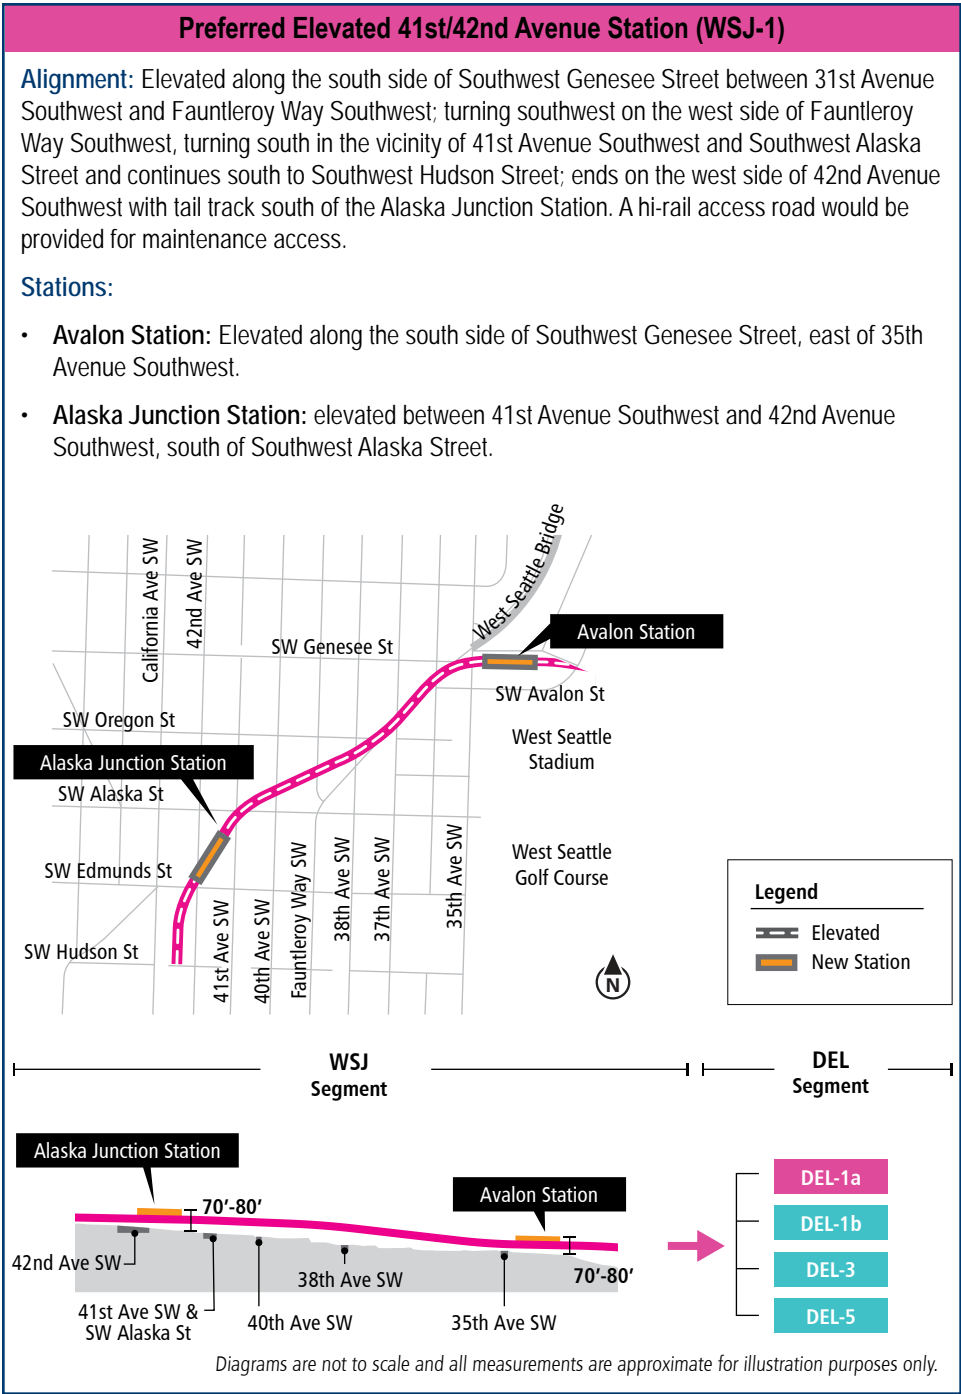 Preferred Elevated 41st/42nd Avenue Station (WSJ-1)
Alignment: Elevated along the south side of Southwest Genesee Street between 31st Avenue
Southwest and Fauntleroy Way Southwest; turning southwest on the west side of Fauntleroy
Way Southwest, turning south in the vicinity of 41st Avenue Southwest and Southwest Alaska
Street and continues south to Southwest Hudson Street; ends on the west side of 42nd Avenue
Southwest with tail track south of the Alaska Junction Station. A hi-rail access road would be
provided for maintenance access.
Stations:
• Avalon Station: Elevated along the south side of Southwest Genesee Street, east of 35th
Avenue Southwest.
• Alaska Junction Station: elevated between 41st Avenue Southwest and 42nd Avenue
Southwest, south of Southwest Alaska Street.
West Seattle Bridge
California Ave SW
42nd Ave SW
Avalon Station
SW Genesee St
SW Avalon St
SW Oregon St
West Seattle
Stadium
Alaska Junction Station
SW Alaska St
SW Edmunds St
West Seattle
Golf Course
SW Hudson St
41st Ave SW
40th Ave SW
Fauntleroy Way SW
38th Ave SW
37th Ave SW
35th Ave SW
N
Legend
Elevated
New Station
WSJ
Segment
DEL
Segment
Alaska Junction Station
70'-80'
Avalon Station
70'-80'
42nd Ave SW
41st Ave SW &
SW Alaska St
40th Ave SW
38th Ave SW
35th Ave SW
DEL-1a
DEL-1b
DEL-3
DEL-5
Diagrams are not to scale and all measurements are approximate for illustration purposes only.